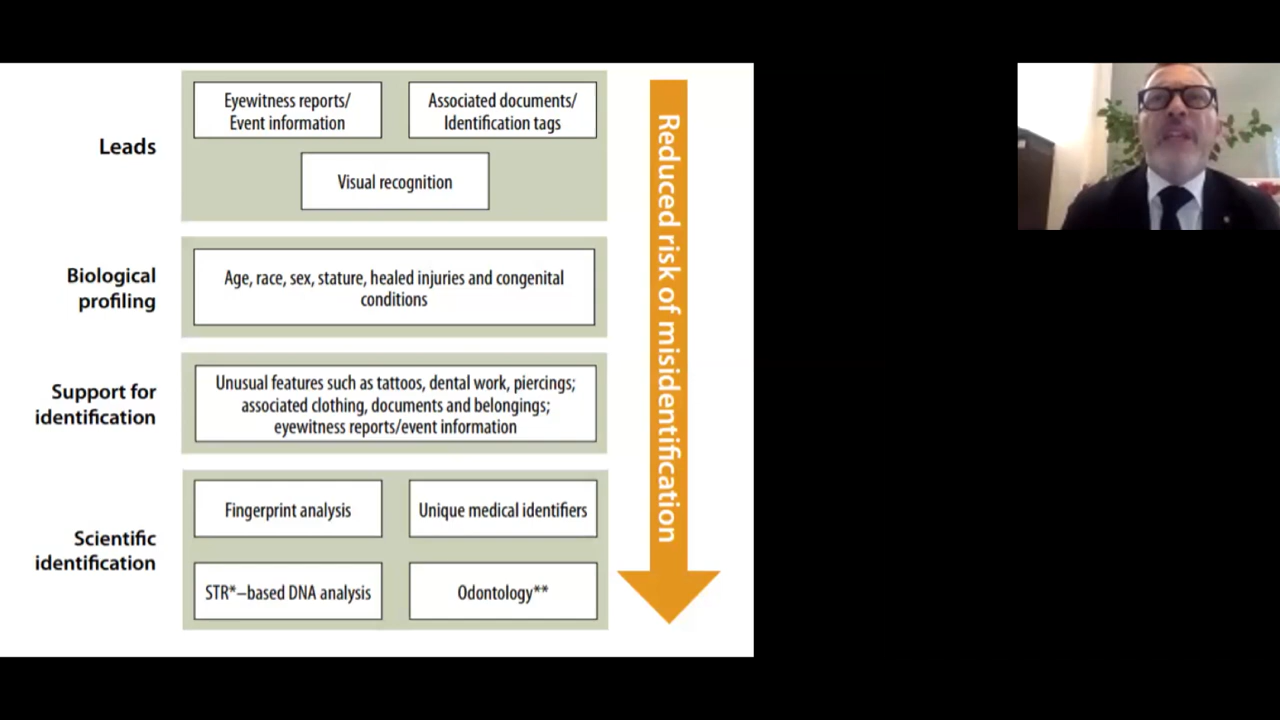 Leads
Eyewitness reports/
Event information
Associated documents/
Identification tags
Visual recognition
Biological
profiling
Age, race, sex, stature, healed injuries and congenital
conditions
Support for
identification
Unusual features such as tattoos, dental work, piercings;
associated clothing, documents and belongings;
eyewitness reports/event information
Scientific
identification
Fingerprint analysis
Unique medical identifiers
STR*–based DNA analysis
Odontology**
Reduced risk of misidentification